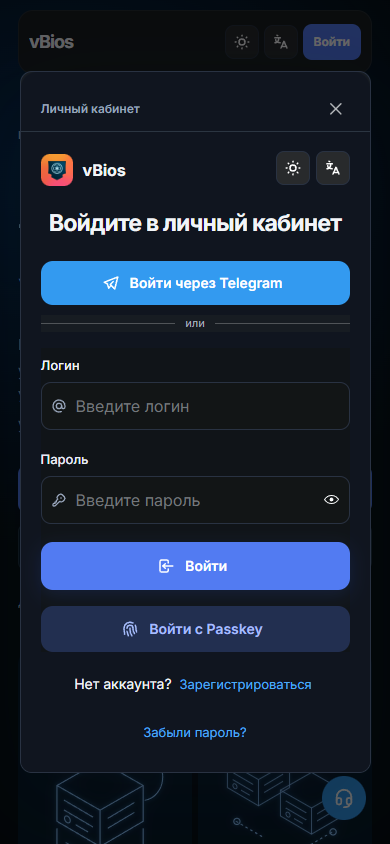 vBios
Войти
Личный кабинет
vBios
Войдите в личный кабинет
Войти через Telegram
или
Логин
Введите логин
Пароль
Введите пароль
Войти
Войти с Passkey
Нет аккаунта? Зарегистрироваться
Забыли пароль?